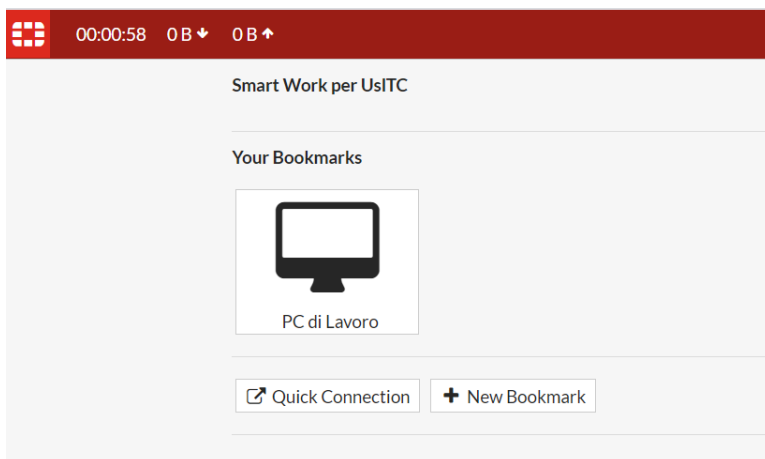 00:00:58 0 B 0 B
Smart Work per UsITC
Your Bookmarks
PC di Lavoro
Quick Connection New Bookmark